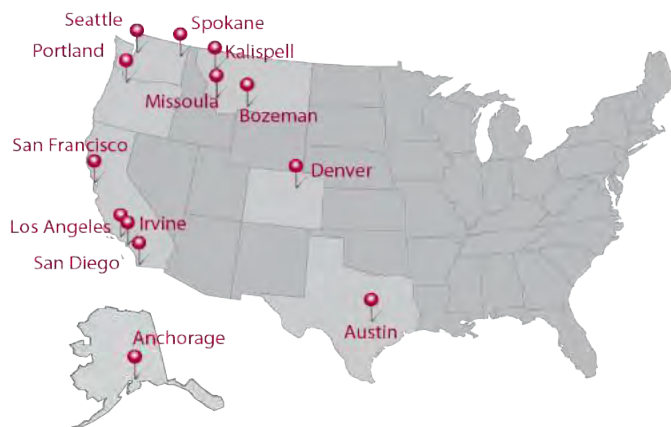 Seattle
Spokane
Portland
Kalispell
Missoula
Bozeman
San Francisco
Denver
Los Angeles
Irvine
San Diego
Austin
Anchorage